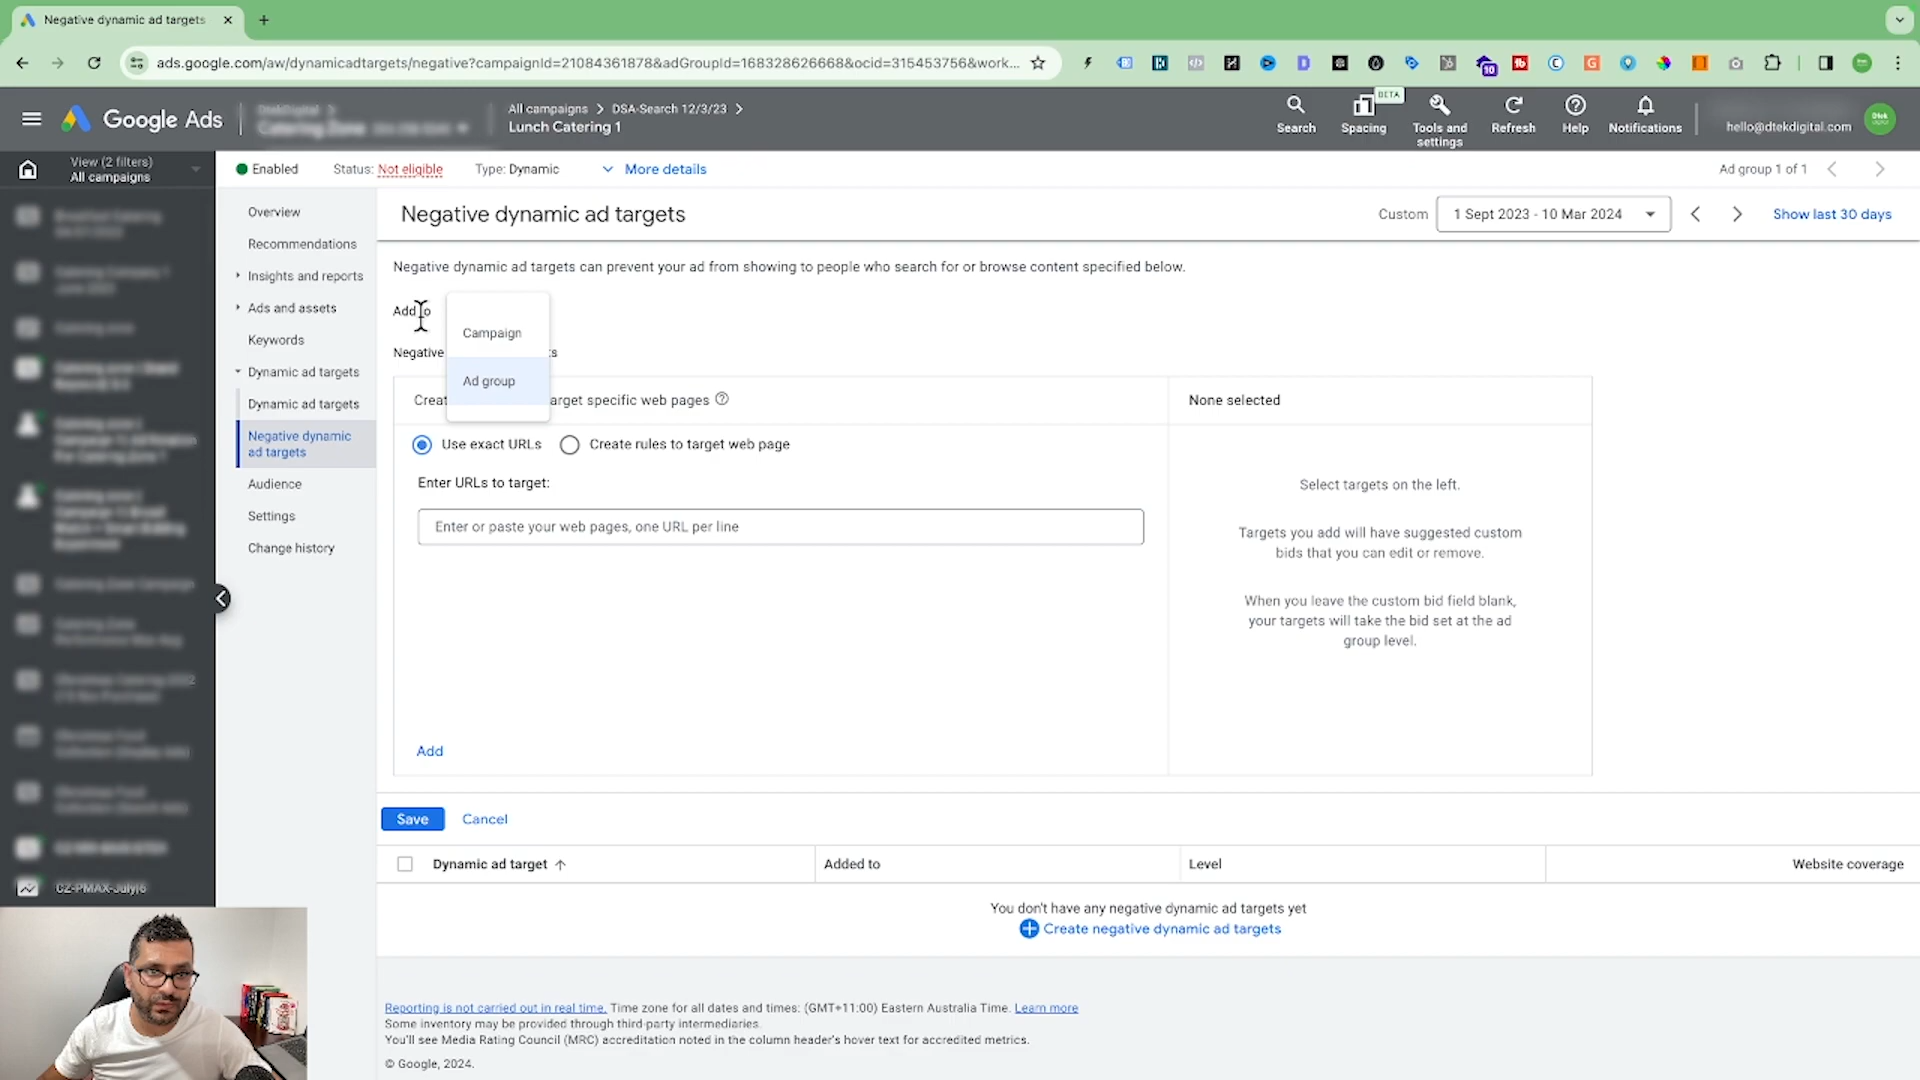 Negative dynamic ad targets
ads.google.com/aw/dynamicadtargets/negative?campaignId=21084361878&adGroupId=168328626668&ocid=315453756&work...
10
Google Ads
All campaigns > DSA-Search 12/3/23 >
Lunch Catering 1
Search
Spacing
BETA
Tools and
settings
Refresh
Help
Notifications
hello@dtekdigital.com
View (2 filters)
All campaigns
Enabled
Status: Not eligible
Type: Dynamic
More details
Ad group 1 of 1
Overview
Recommendations
Insights and reports
Ads and assets
Keywords
Dynamic ad targets
Dynamic ad targets
Negative dynamic
ad targets
Audience
Settings
Change history
CZ-PMAX-July|6
Negative dynamic ad targets
Custom
1 Sept 2023 - 10 Mar 2024
Show last 30 days
Negative dynamic ad targets can prevent your ad from showing to people who search for or browse content specified below.
Campaign
Ad group
Negative
arget specific web pages
None selected
Use exact URLs
Create rules to target web page
Enter URLs to target:
Enter or paste your web pages, one URL per line
Select targets on the left.
Targets you add will have suggested custom
bids that you can edit or remove.
When you leave the custom bid field blank,
your targets will take the bid set at the ad
group level.
Add
Save
Cancel
Dynamic ad target
Added to
Level
Website coverage
You don't have any negative dynamic ad targets yet
Create negative dynamic ad targets
Reporting is not carried out in real time. Time zone for all dates and times: (GMT+11:00) Eastern Australia Time. Learn more
Some inventory may be provided through third-party intermediaries.
You'll see Media Rating Council (MRC) accreditation noted in the column header's hover text for accredited metrics.
© Google, 2024.